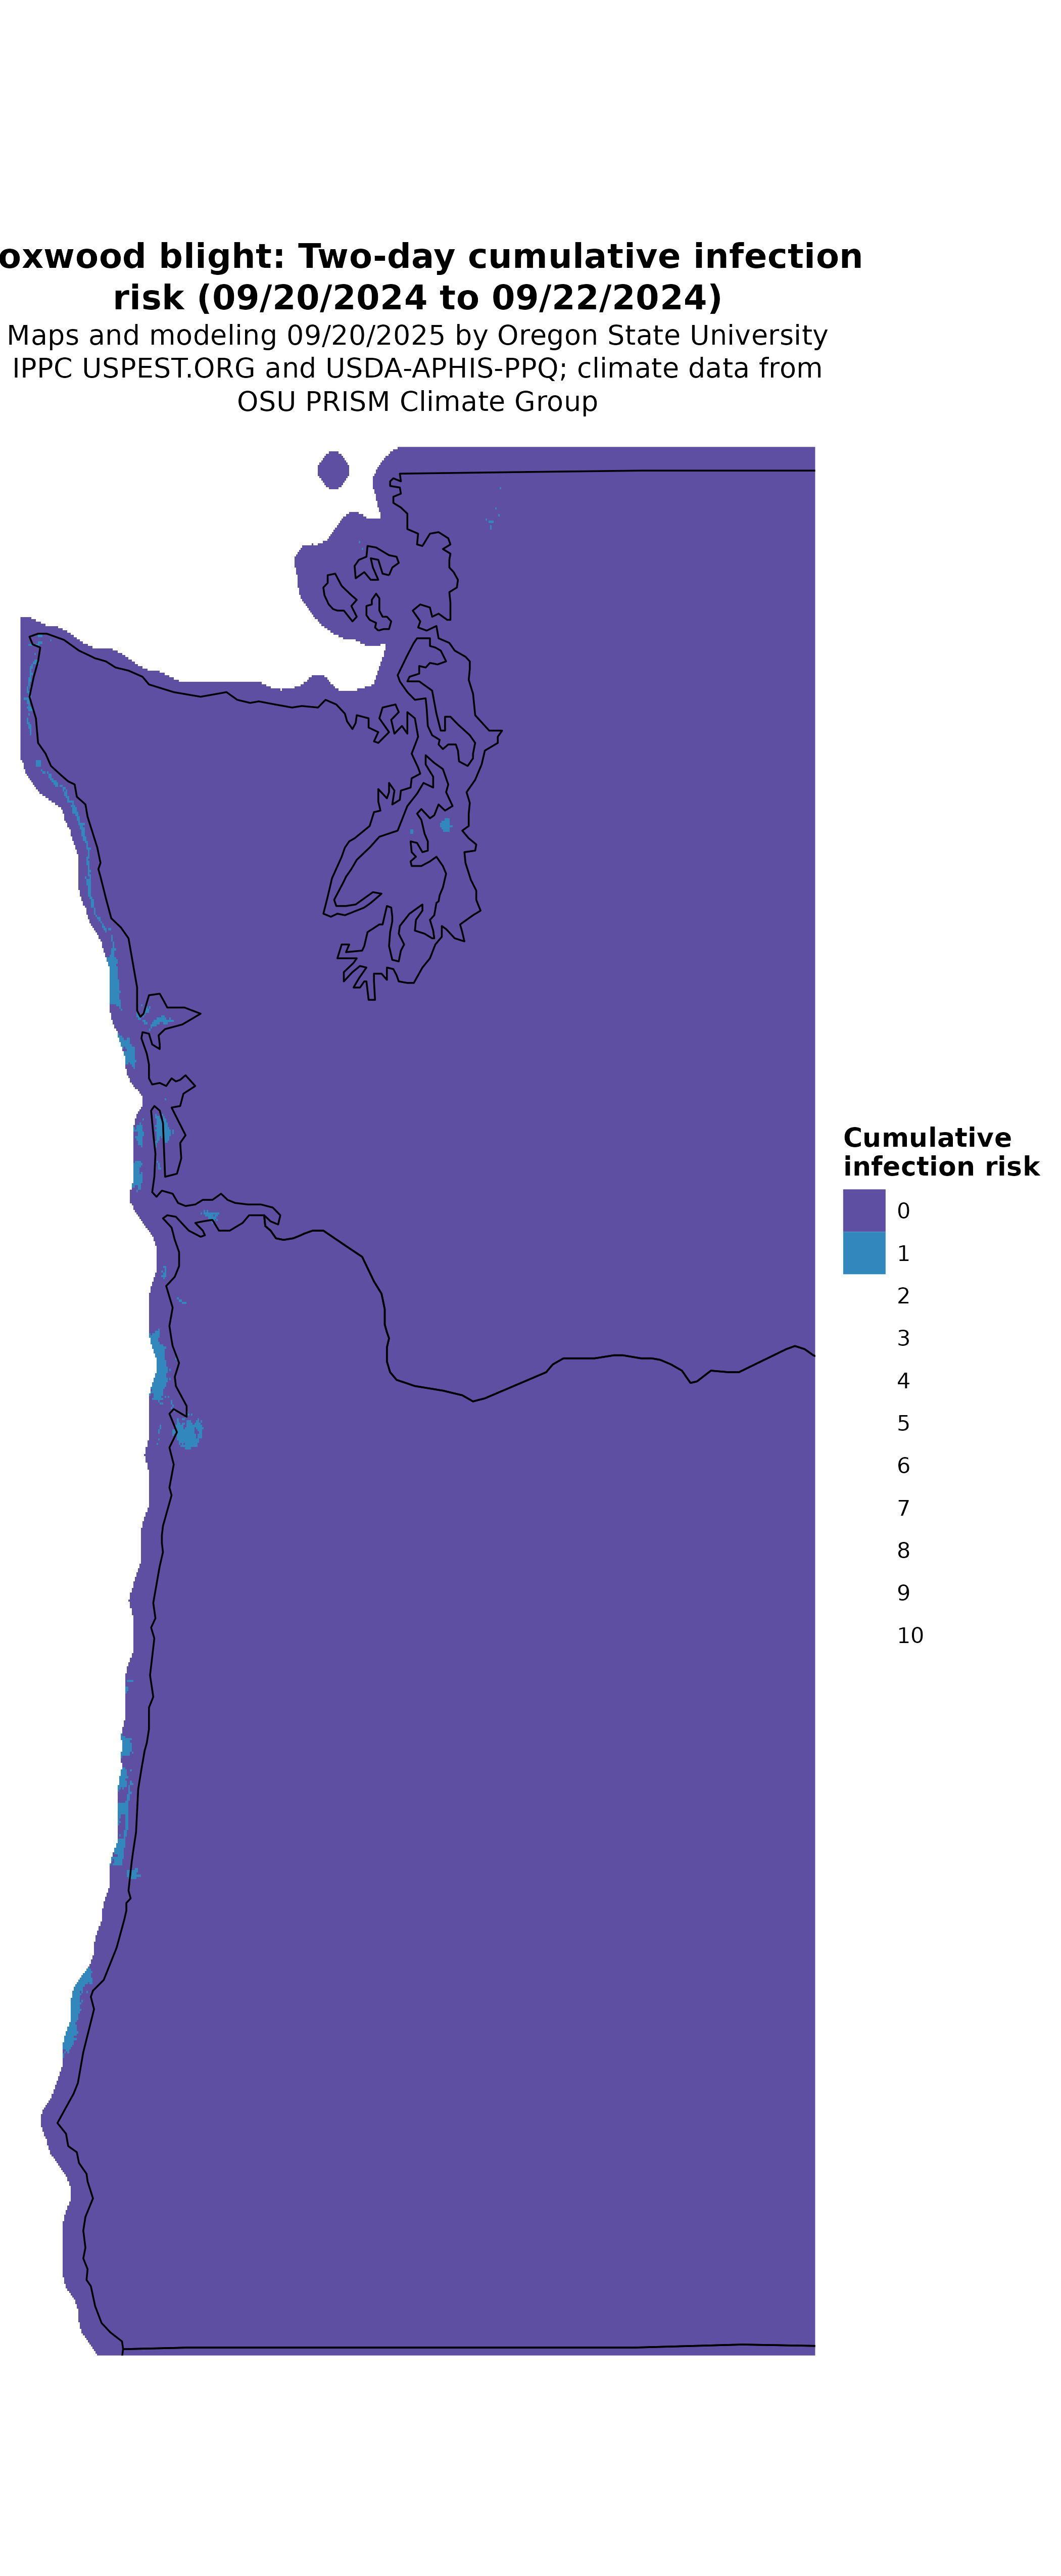 oxwood blight: Two-day cumulative infection
risk (09/20/2024 to 09/22/2024)
Maps and modeling 09/20/2025 by Oregon State University
IPPC USPEST.ORG and USDA-APHIS-PPQ; climate data from
OSU PRISM Climate Group
Cumulative
infection risk
0
1
2
3
4
5
6
7
8
9
10